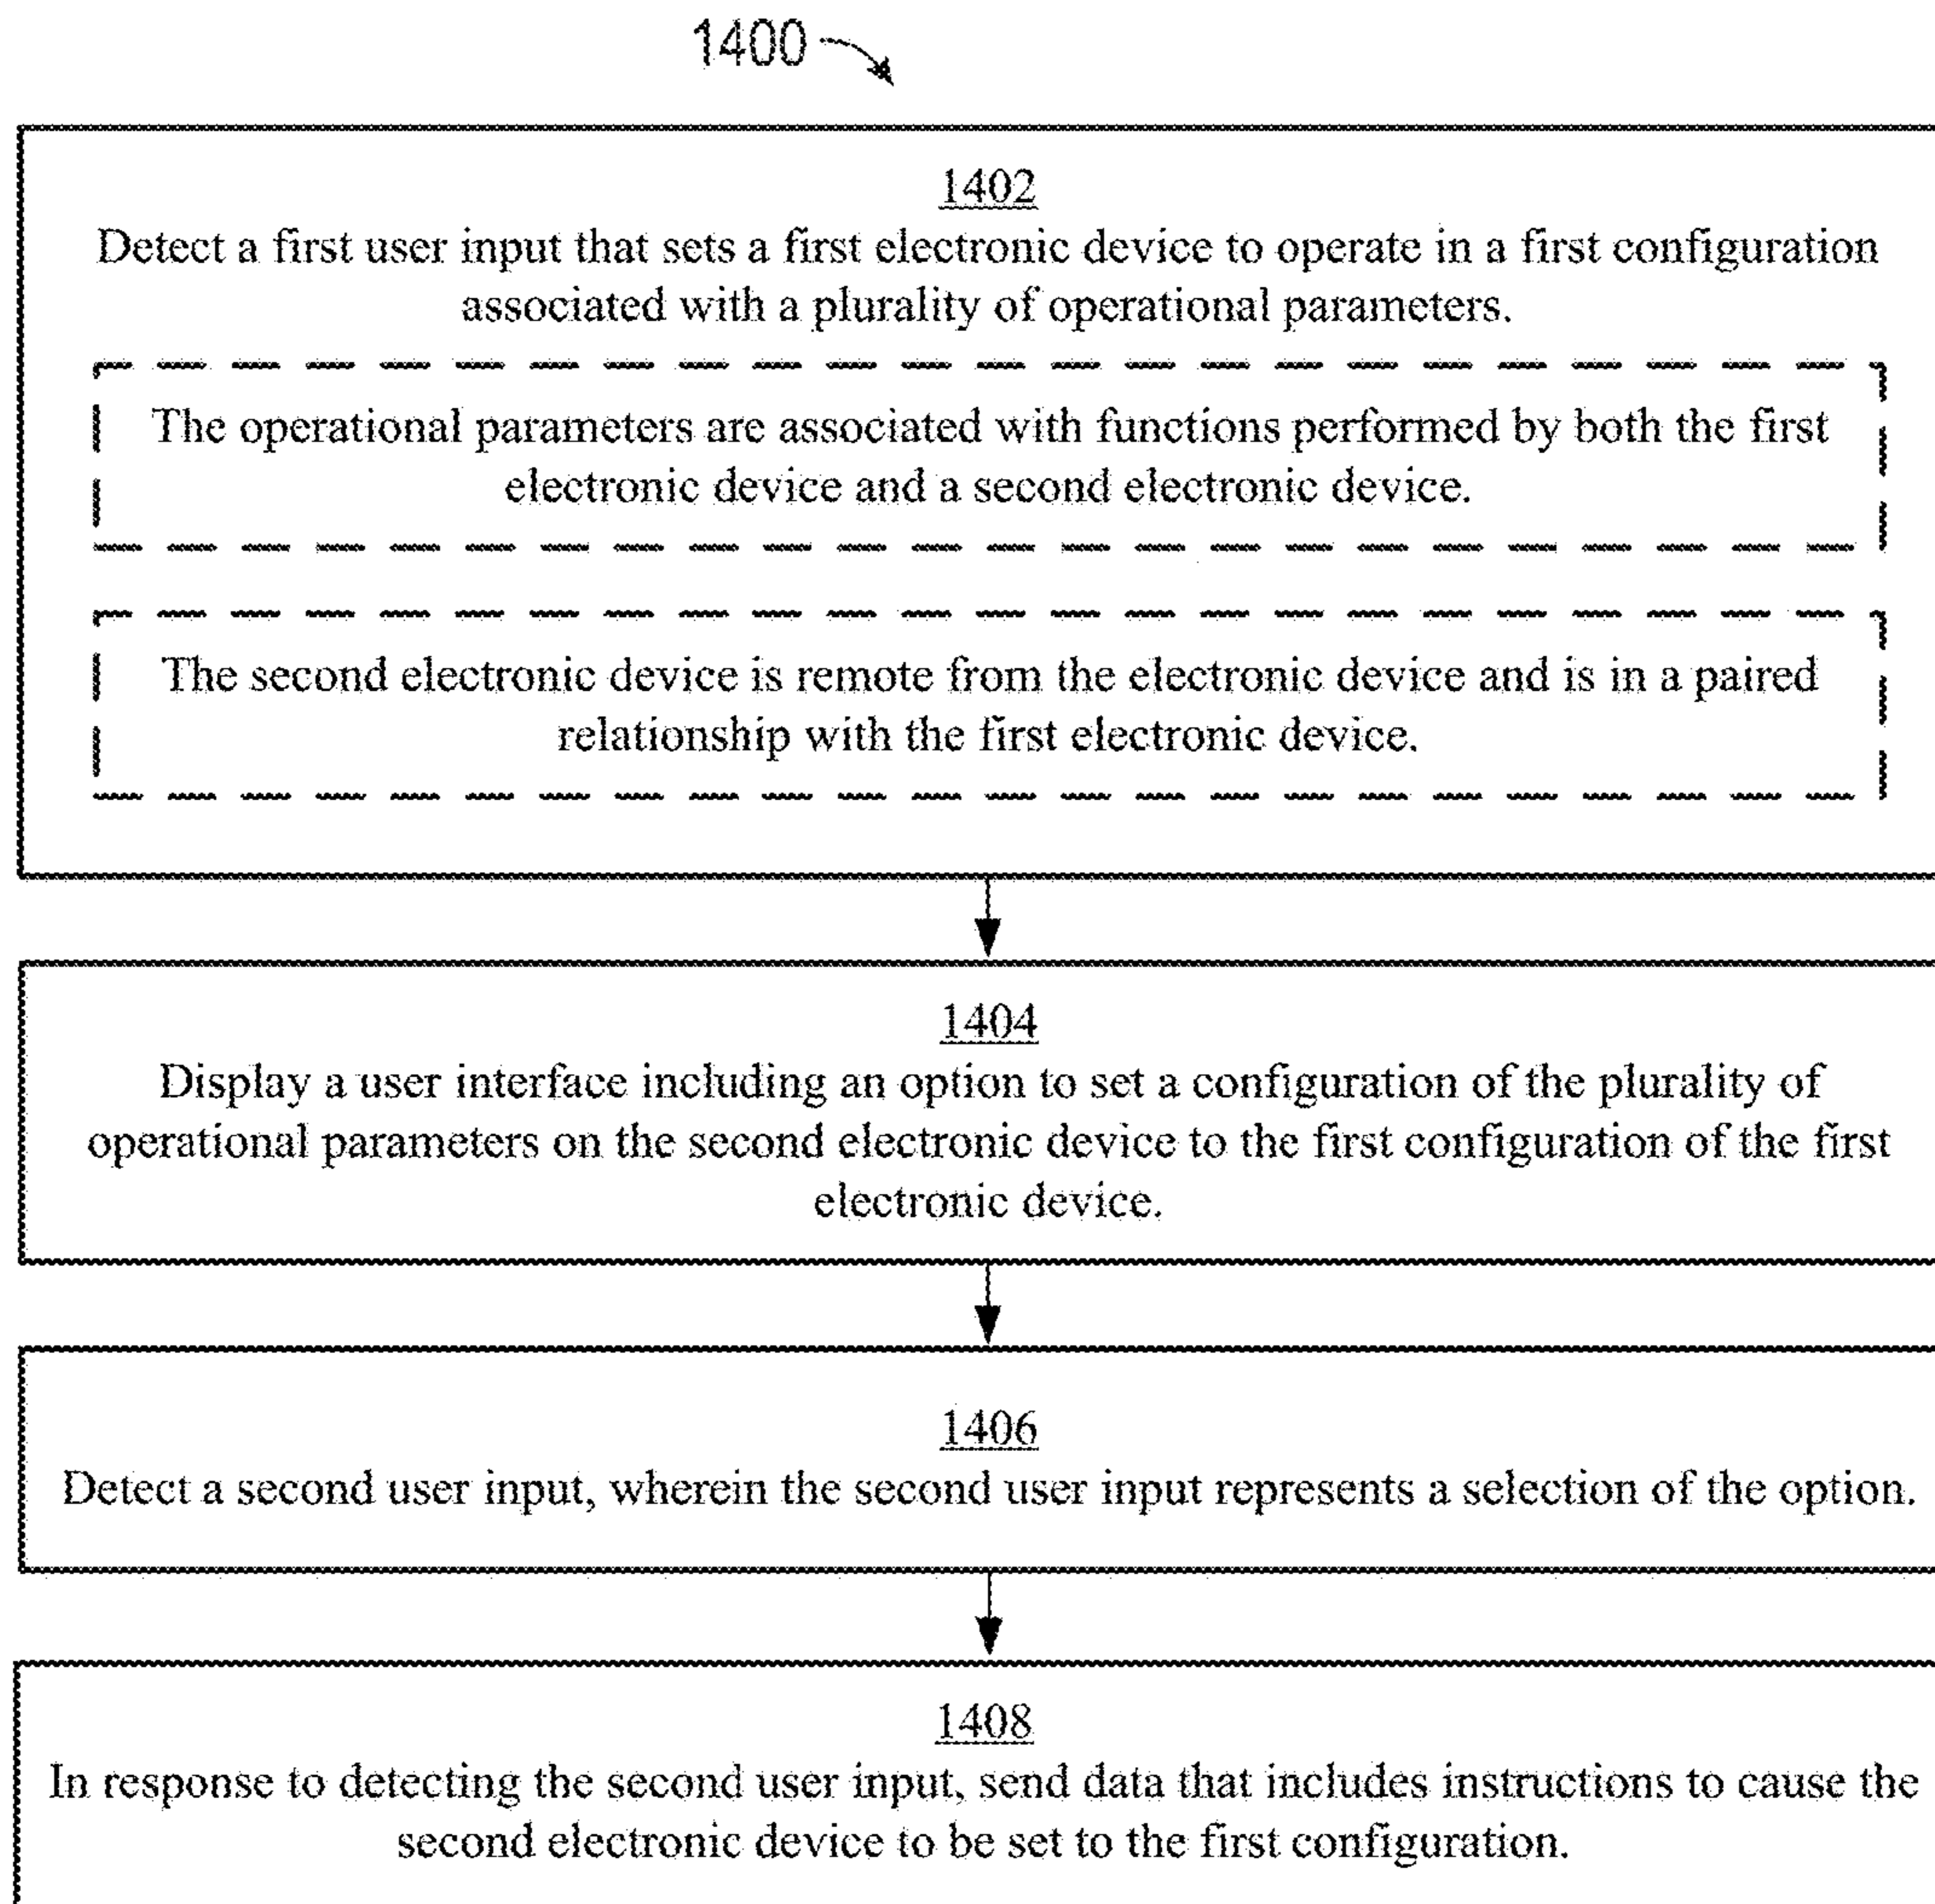 1400
1402
Detect a first user input that sets a first electronic device to operate in a first configuration
associated with a plurality of operational parameters.
The operational parameters are associated with functions performed by both the first
electronic device and a second electronic device.
The second electronic device is remote from the electronic device and is in a paired
relationship with the first electronic device.
1404
Display a user interface including an option to set a configuration of the plurality of
operational parameters on the second electronic device to the first configuration of the first
electronic device.
1406
Detect a second user input, wherein the second user input represents a selection of the option.
1408
In response to detecting the second user input, send data that includes instructions to cause the
second electronic device to be set to the first configuration.